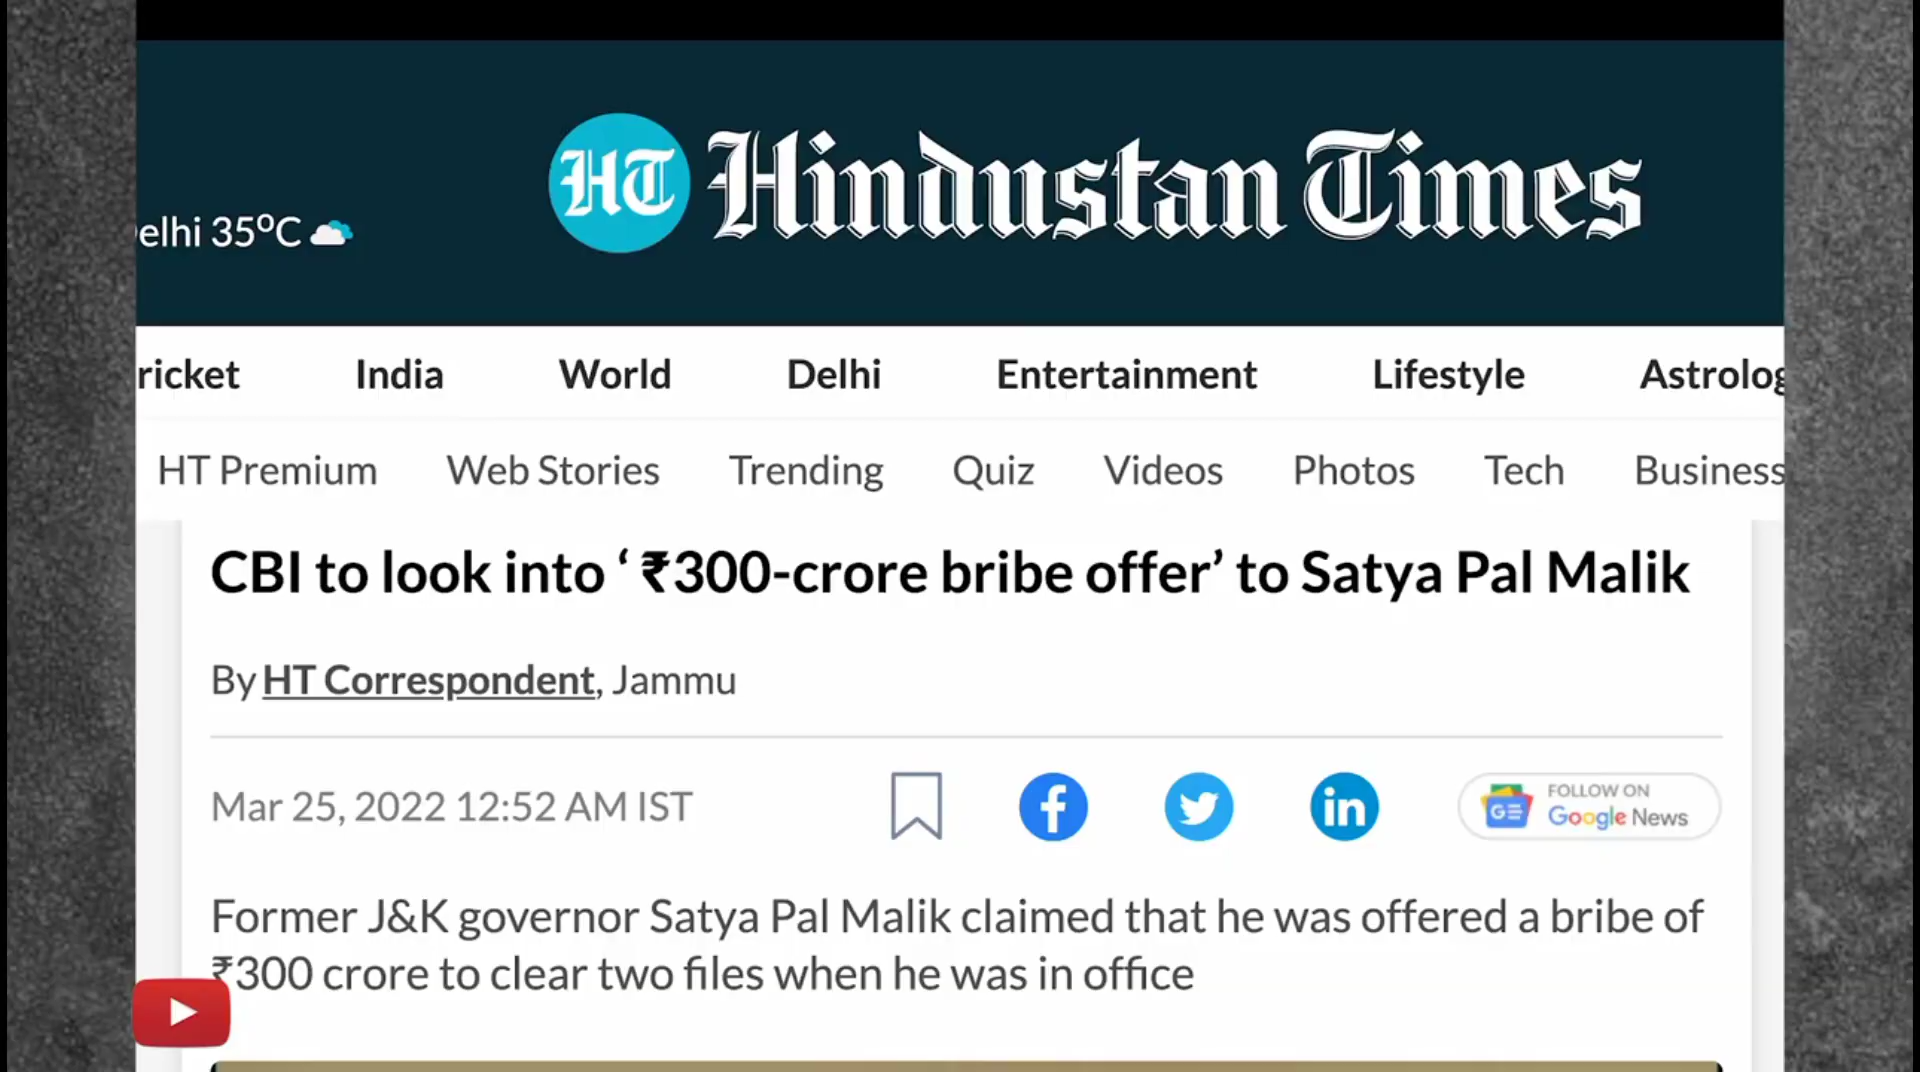 HT Hindustan Times
elhi 35°C
ricket India World Delhi Entertainment Lifestyle Astrolog
HT Premium Web Stories Trending Quiz Videos Photos Tech Business
CBI to look into ‘ ₹300-crore bribe offer’ to Satya Pal Malik
By HT Correspondent, Jammu
Mar 25, 2022 12:52 AM IST
f in GE FOLLOW ON
Google News
Former J&K governor Satya Pal Malik claimed that he was offered a bribe of
₹300 crore to clear two files when he was in office